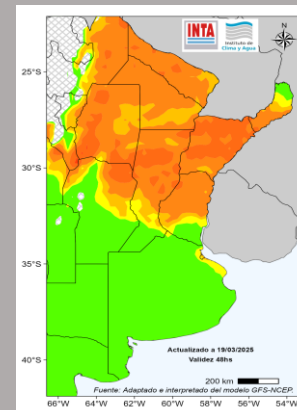 INTA
Instituto de
Clima y Agua
N
25°S
30°S
35°S
40°S
Actualizado a 19/03/2025
Validez 48hs
200 km
Fuente: Adaptado e interpretado del modelo GFS-NCEP.
66°W 64°W 62°W 60°W 58°W 56°W 54°W